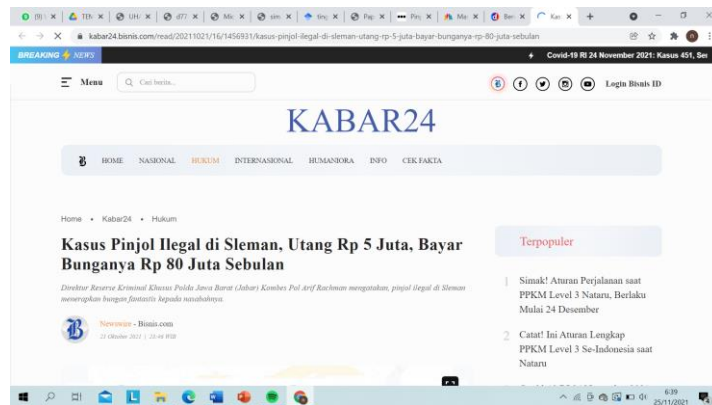 kabar24.bisnis.com/read/20211021/16/1456931/kasus-pinjol-ilegal-di-sleman-utang-rp-5-juta-bayar-bunganya-rp-80-juta-sebulan
BREAKING NEWS
Covid-19 RI 24 November 2021: Kasus 451, Ser
Menu
Cari berita...
Login Bisnis ID
KABAR24
HOME NASIONAL HUKUM INTERNASIONAL HUMANIORA INFO CEK FAKTA
Home • Kabar24 • Hukum
Kasus Pinjol Ilegal di Sleman, Utang Rp 5 Juta, Bayar
Bunganya Rp 80 Juta Sebulan
Direktur Reserse Kriminal Khusus Polda Jawa Barat (Jabar) Kombes Pol Arif Rachman mengatakan, pinjol ilegal di Sleman
menerapkan bungan fantastis kepada nasabahnya.
Newswire - Bisnis.com
21 Oktober 2021 |
Terpopuler
1 Simak! Aturan Perjalanan saat
PPKM Level 3 Nataru, Berlaku
Mulai 24 Desember
2 Catat! Ini Aturan Lengkap
PPKM Level 3 Se-Indonesia saat
Nataru
6:39
25/11/2021